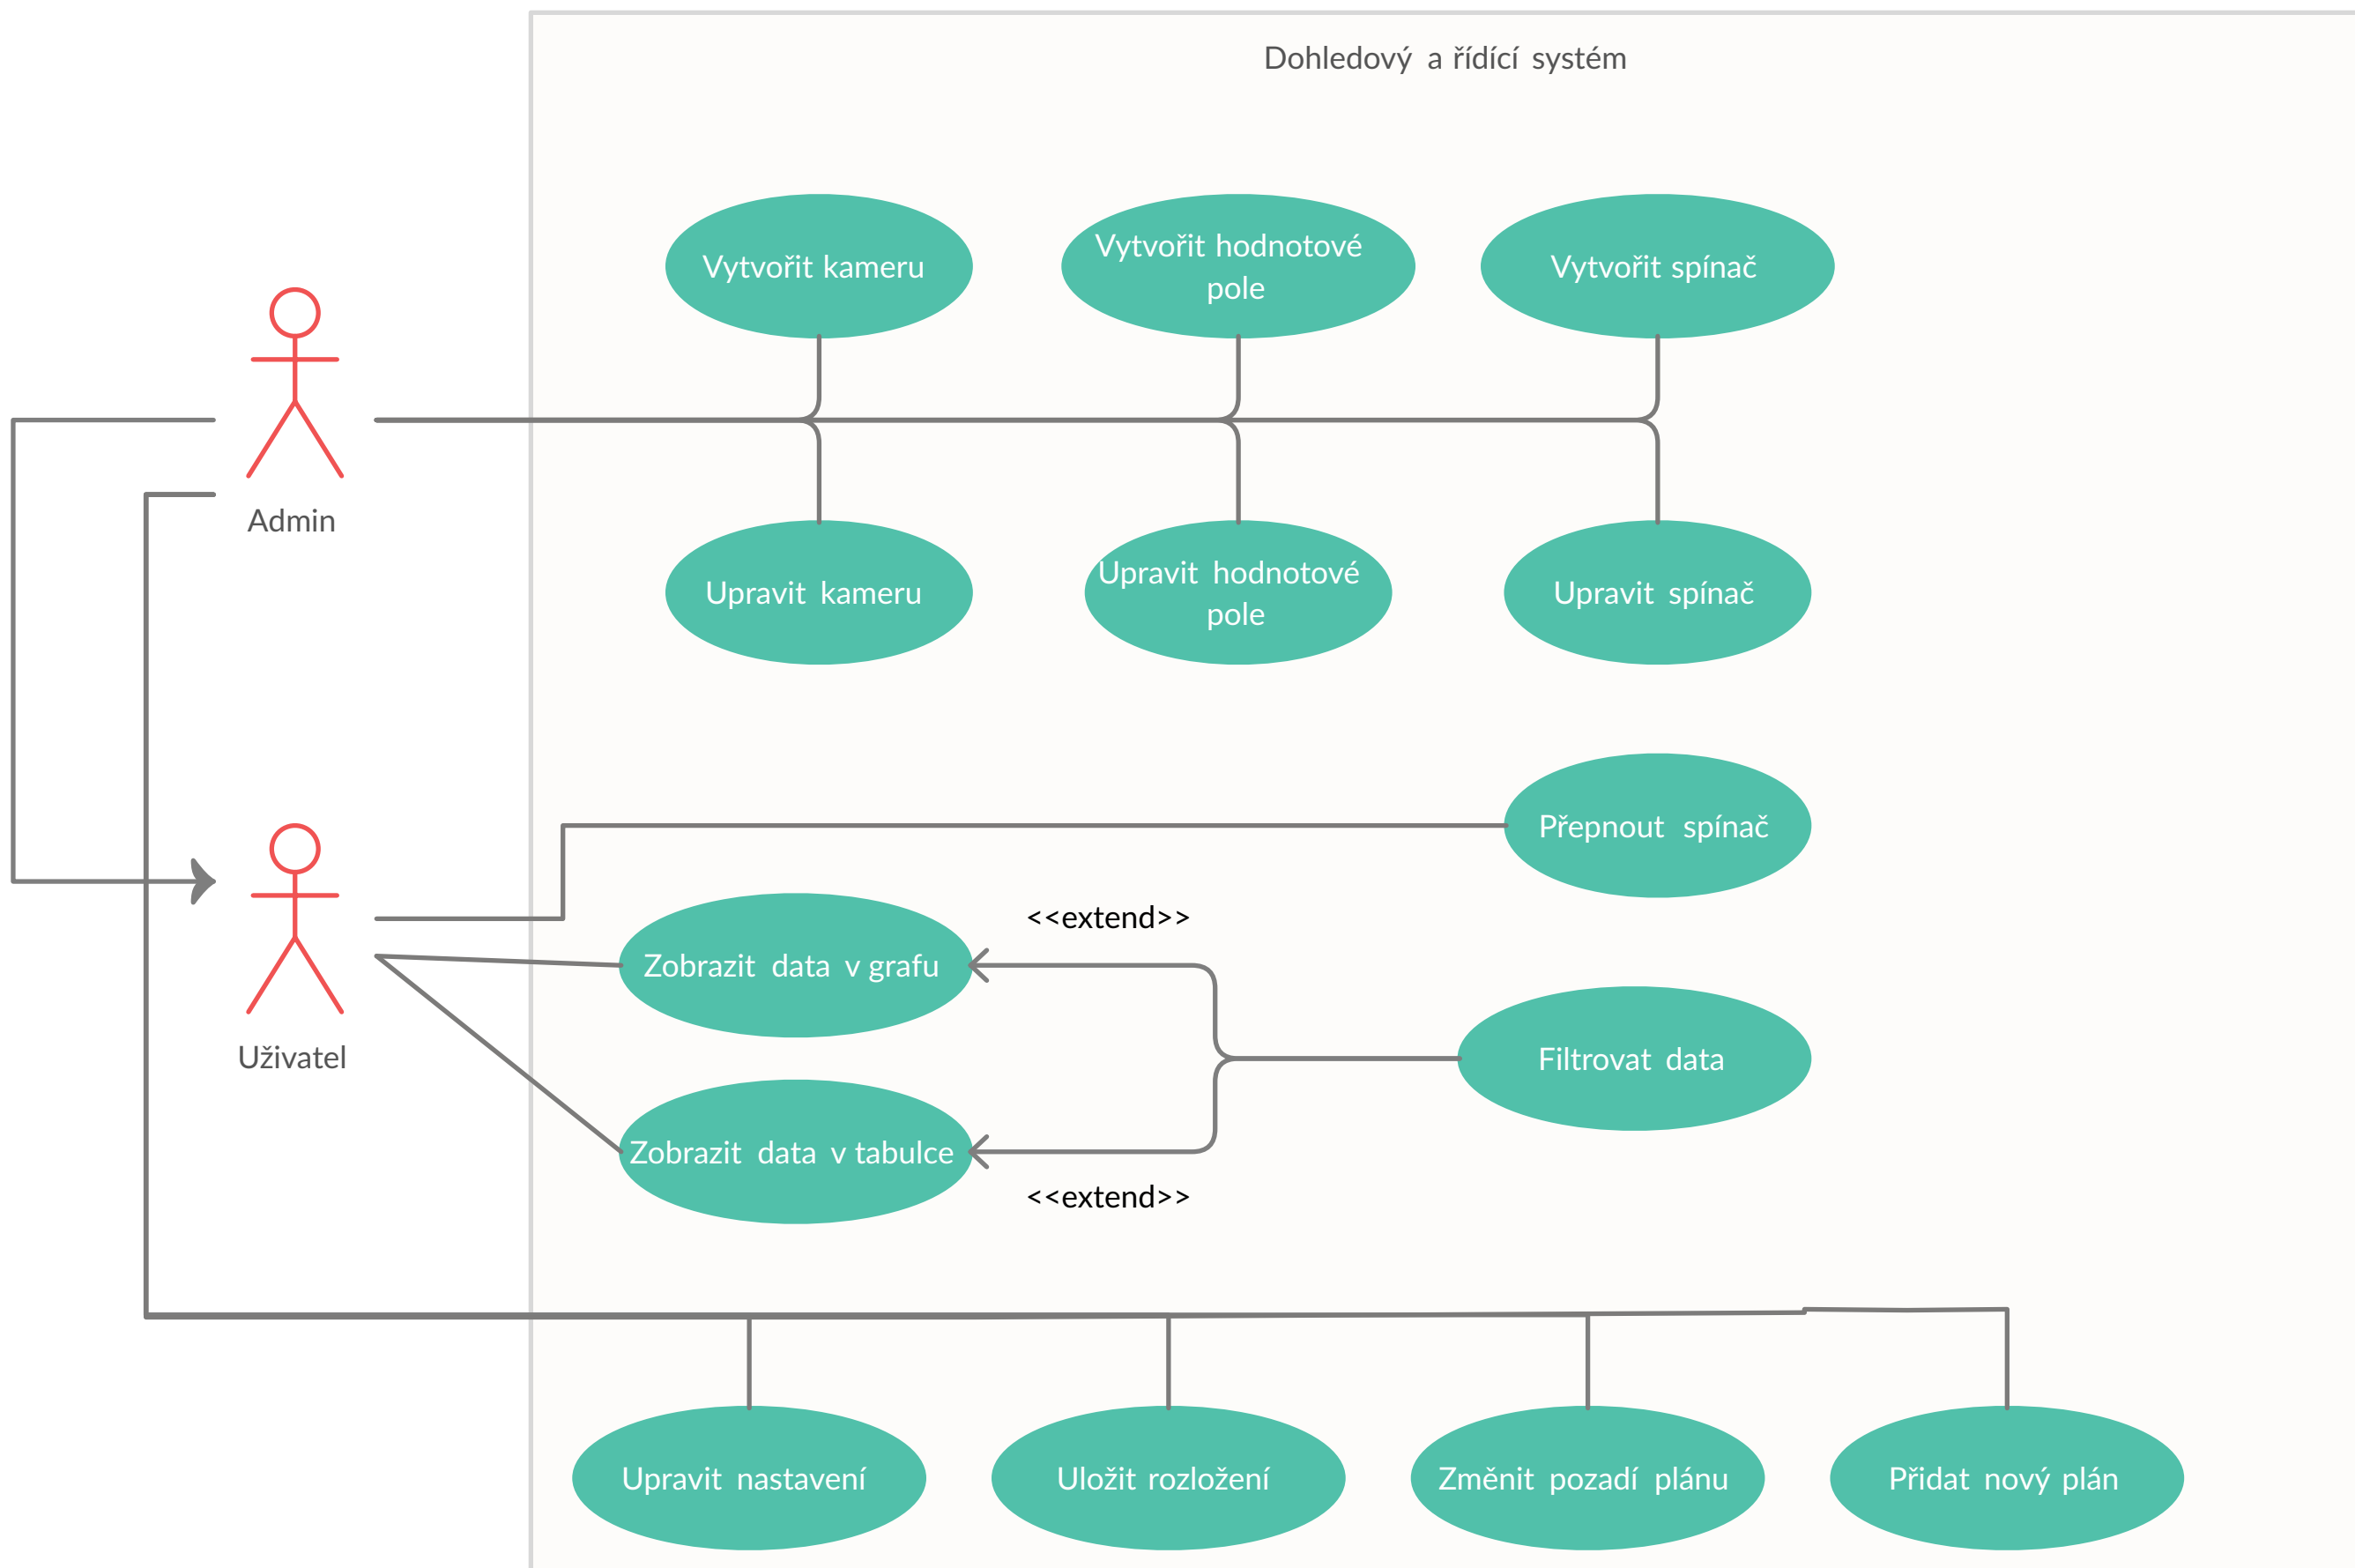 Dohledový a řídící systém
Vytvořit kameru
Vytvořit hodnotové
pole
Vytvořit spínač
Admin
Upravit kameru
Upravit hodnotové
pole
Upravit spínač
Přepnout spínač
<<extend>>
Zobrazit data v grafu
Uživatel
Filtrovat data
Zobrazit data v tabulce
<<extend>>
Upravit nastavení
Uložit rozložení
Změnit pozadí plánu
Přidat nový plán